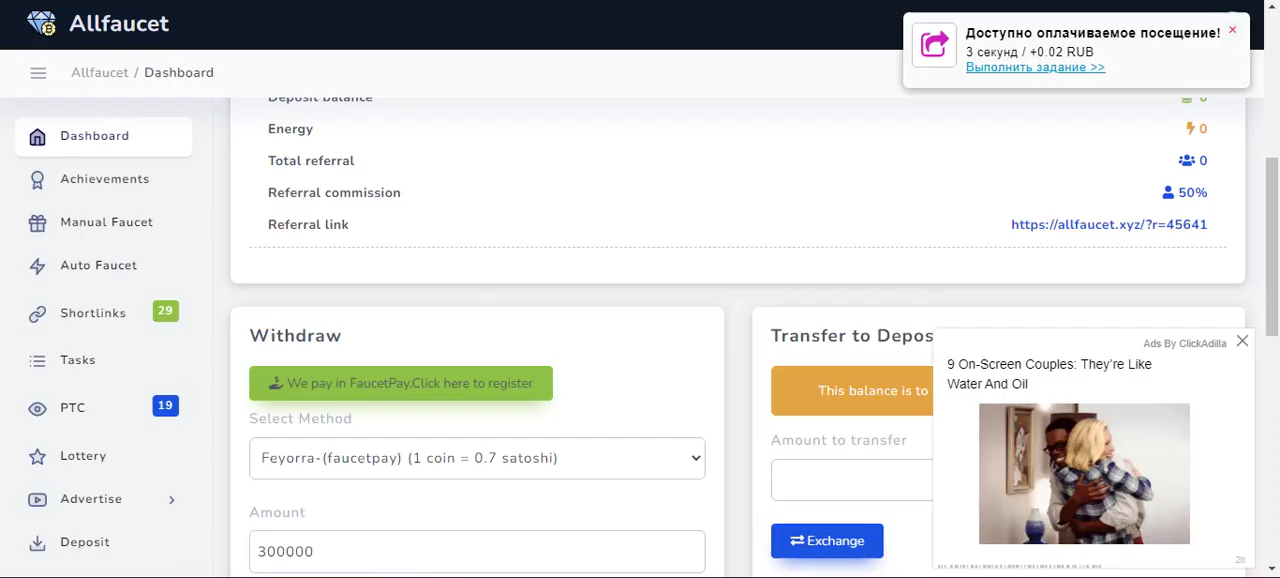 Allfaucet
Доступно оплачиваемое посещение!
3 секунд / +0.02 RUB
Выполнить задание >>
Allfaucet / Dashboard
Deposit balance 0
Dashboard
Energy 0
Total referral 0
Achievements
Referral commission 50%
Manual Faucet
Referral link https://allfaucet.xyz/?r=45641
Auto Faucet
Shortlinks 29
Tasks
PTC 19
Lottery
Advertise
Deposit
Withdraw
We pay in FaucetPay.Click here to register
Select Method
Feyorra-(faucetpay) (1 coin = 0.7 satoshi)
Amount
300000
Transfer to Depos
This balance is to
Amount to transfer
Exchange
Ads By ClickAdilla
9 On-Screen Couples: They're Like
Water And Oil